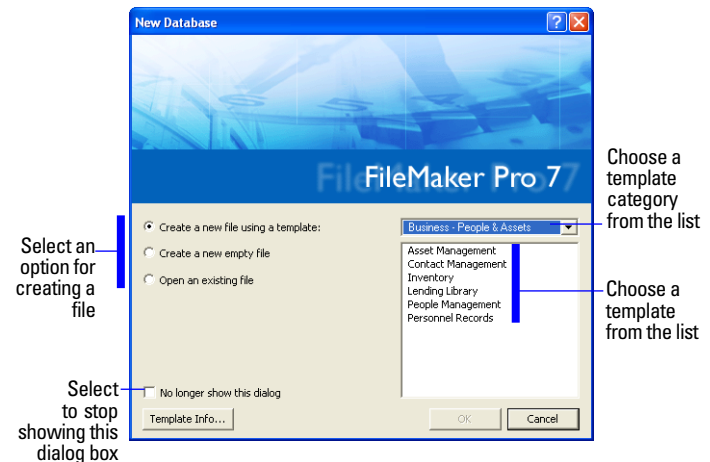 New Database
FileMaker Pro 7
Create a new file using a template:
Create a new empty file
Open an existing file
Business - People & Assets
Asset Management
Contact Management
Inventory
Lending Library
People Management
Personnel Records
No longer show this dialog
Template Info...
OK
Cancel
Select an
option for
creating a
file
Select
to stop
showing this
dialog box
Choose a
template
category
from the list
Choose a
template
from the list